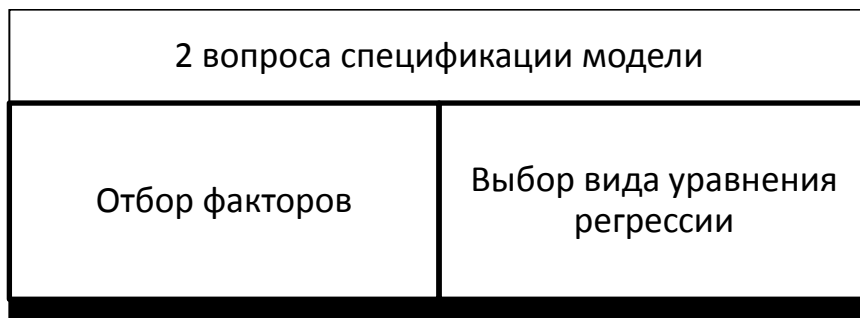 2 вопроса спецификации модели
Отбор факторов
Выбор вида уравнения
регрессии